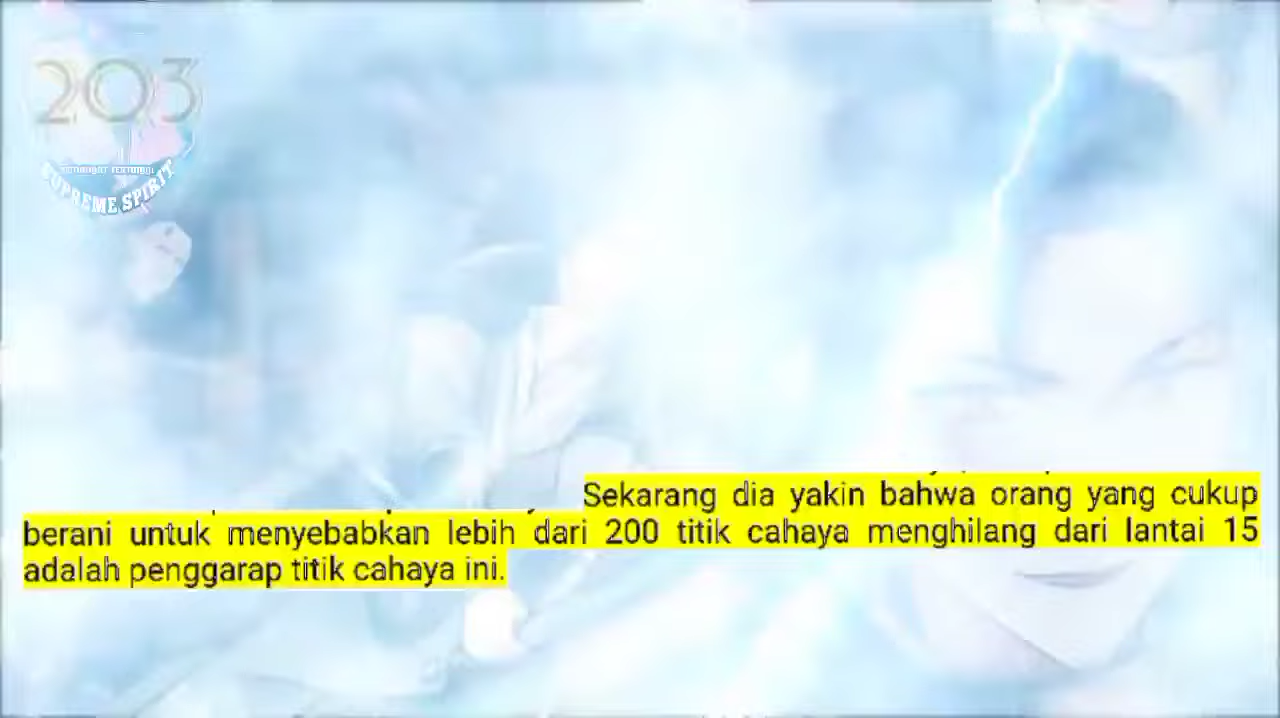 203
SUPREME SPIRIT
Sekarang dia yakin bahwa orang yang cukup
berani untuk menyebabkan lebih dari 200 titik cahaya menghilang dari lantai 15
adalah penggarap titik cahaya ini.